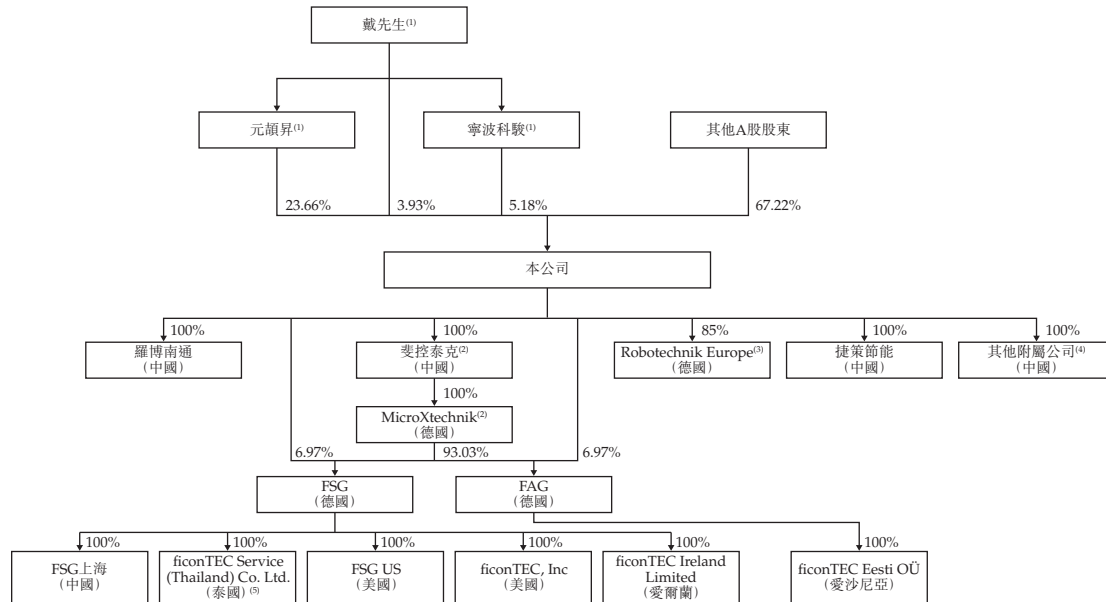 戴先生(1)
元頡昇(1)
寧波科駿(1)
其他A股股東
23.66%
3.93%
5.18%
67.22%
本公司
100%
100%
85%
100%
100%
羅博南通
(中國)
斐控泰克(2)
(中國)
Robotechnik Europe(3)
(德國)
捷策節能
(中國)
其他附屬公司(4)
(中國)
100%
MicroXtechnik(2)
(德國)
6.97%
93.03%
6.97%
FSG
(德國)
FAG
(德國)
100%
100%
100%
100%
100%
100%
FSG上海
(中國)
ficonTEC Service
(Thailand) Co. Ltd.
(泰國)(5)
FSG US
(美國)
ficonTEC, Inc
(美國)
ficonTEC Ireland
Limited
(愛爾蘭)
ficonTEC Eesti OÜ
(愛沙尼亞)